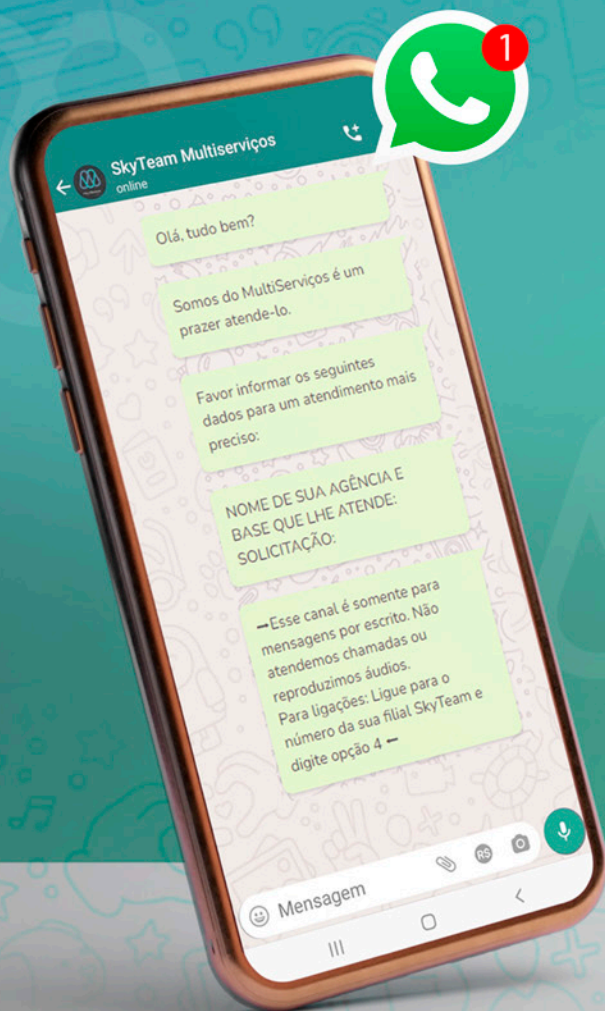 1
SkyTeam Multiserviços
online
Olá, tudo bem?
Somos do MultiServiços é um
prazer atende-lo.
Favor informar os seguintes
dados para um atendimento mais
preciso:
NOME DE SUA AGÊNCIA E
BASE QUE LHE ATENDE:
SOLICITAÇÃO:
➞Esse canal é somente para
mensagens por escrito. Não
atendemos chamadas ou
reproduzimos áudios.
Para ligações: Ligue para o
número da sua filial SkyTeam e
digite opção 4 ━
Mensagem
R$